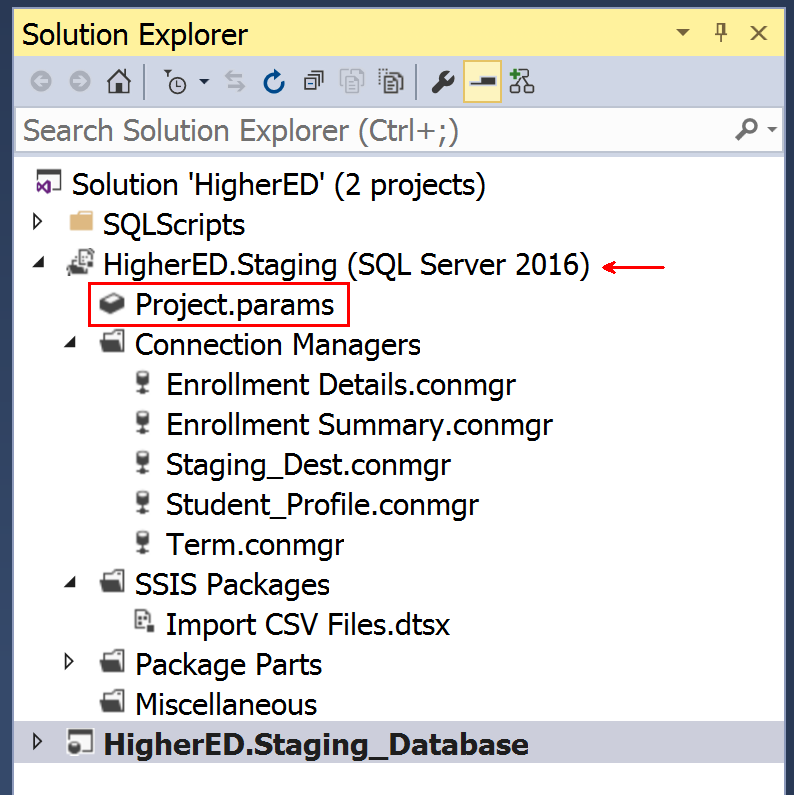 Solution Explorer
Search Solution Explorer (Ctrl+;)
Solution 'HigherED' (2 projects)
SQLScripts
HigherED.Staging (SQL Server 2016)
Project.params
Connection Managers
Enrollment Details.conmgr
Enrollment Summary.conmgr
Staging_Dest.conmgr
Student_Profile.conmgr
Term.conmgr
SSIS Packages
Import CSV Files.dtsx
Package Parts
Miscellaneous
HigherED.Staging_Database